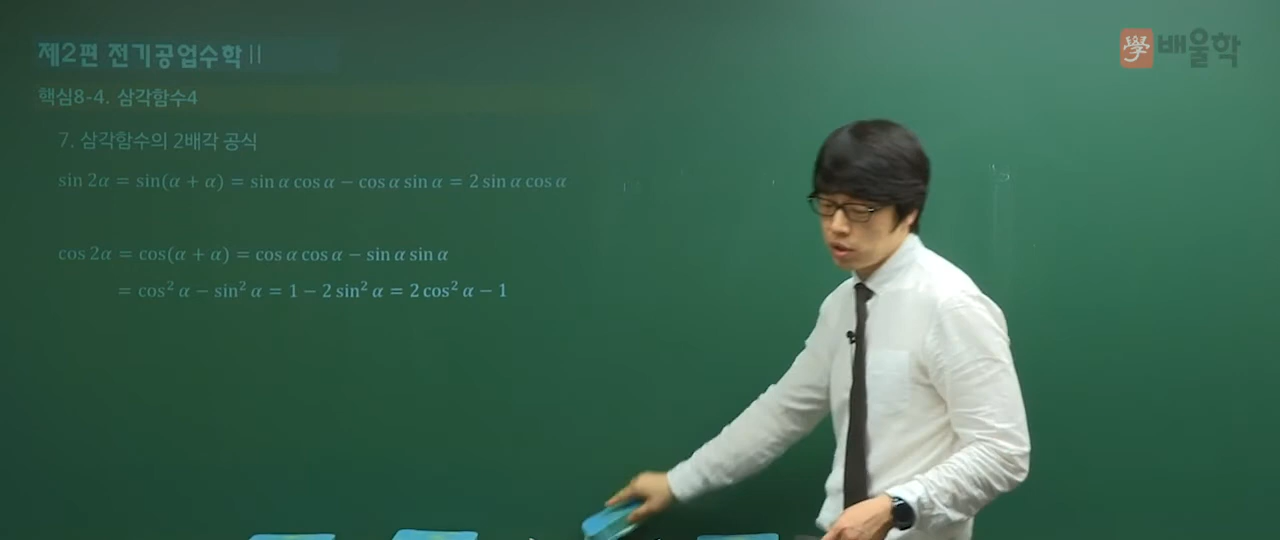 제2편 전기공업수학 II
學 배울학
핵심8-4. 삼각함수4
7. 삼각함수의 2배각 공식
sin 2α = sin(α + α) = sin α cos α − cos α sin α = 2 sin α cos α
cos 2α = cos(α + α) = cos α cos α − sin α sin α
= cos² α − sin² α = 1 − 2 sin² α = 2 cos² α − 1